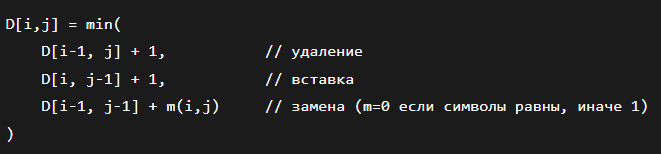 D[i,j] = min(
    D[i-1, j] + 1,          // удаление
    D[i, j-1] + 1,          // вставка
    D[i-1, j-1] + m(i,j)    // замена (m=0 если символы равны, иначе 1)
)